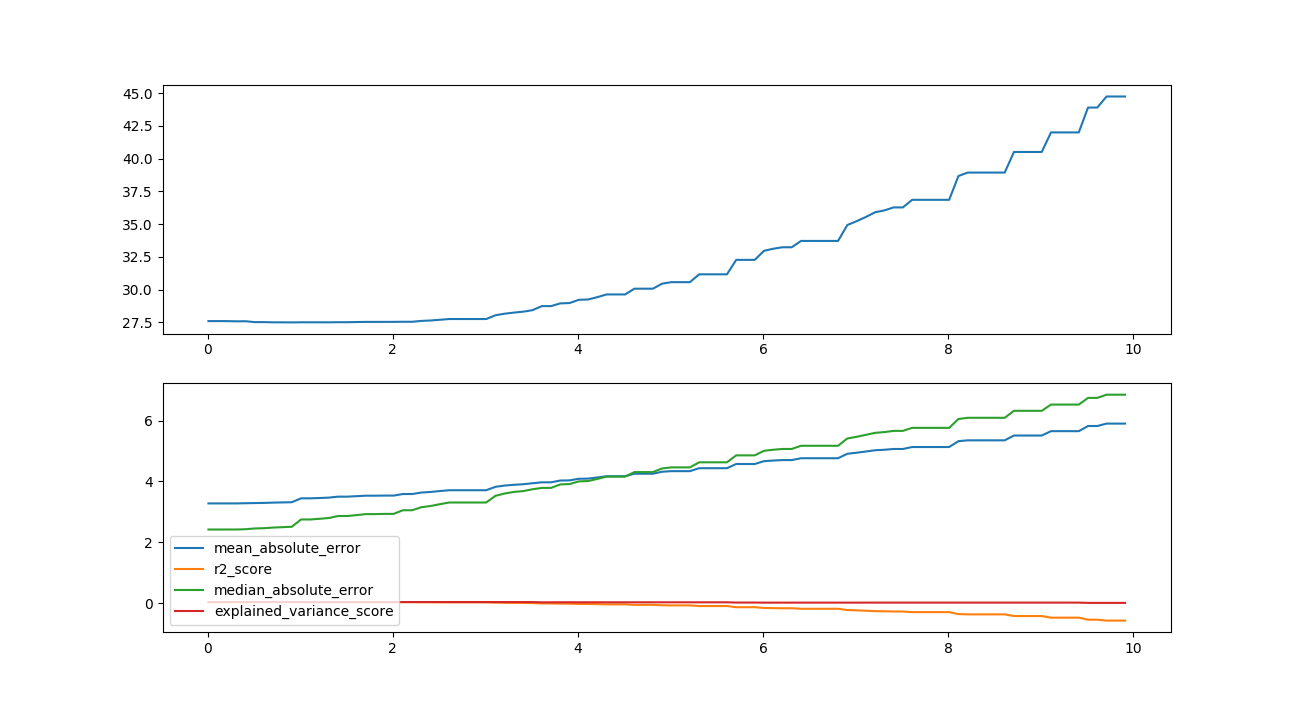 45.0
42.5
40.0
37.5
35.0
32.5
30.0
27.5
0 2 4 6 8 10
6
4
2
0
mean_absolute_error
r2_score
median_absolute_error
explained_variance_score
0 2 4 6 8 10